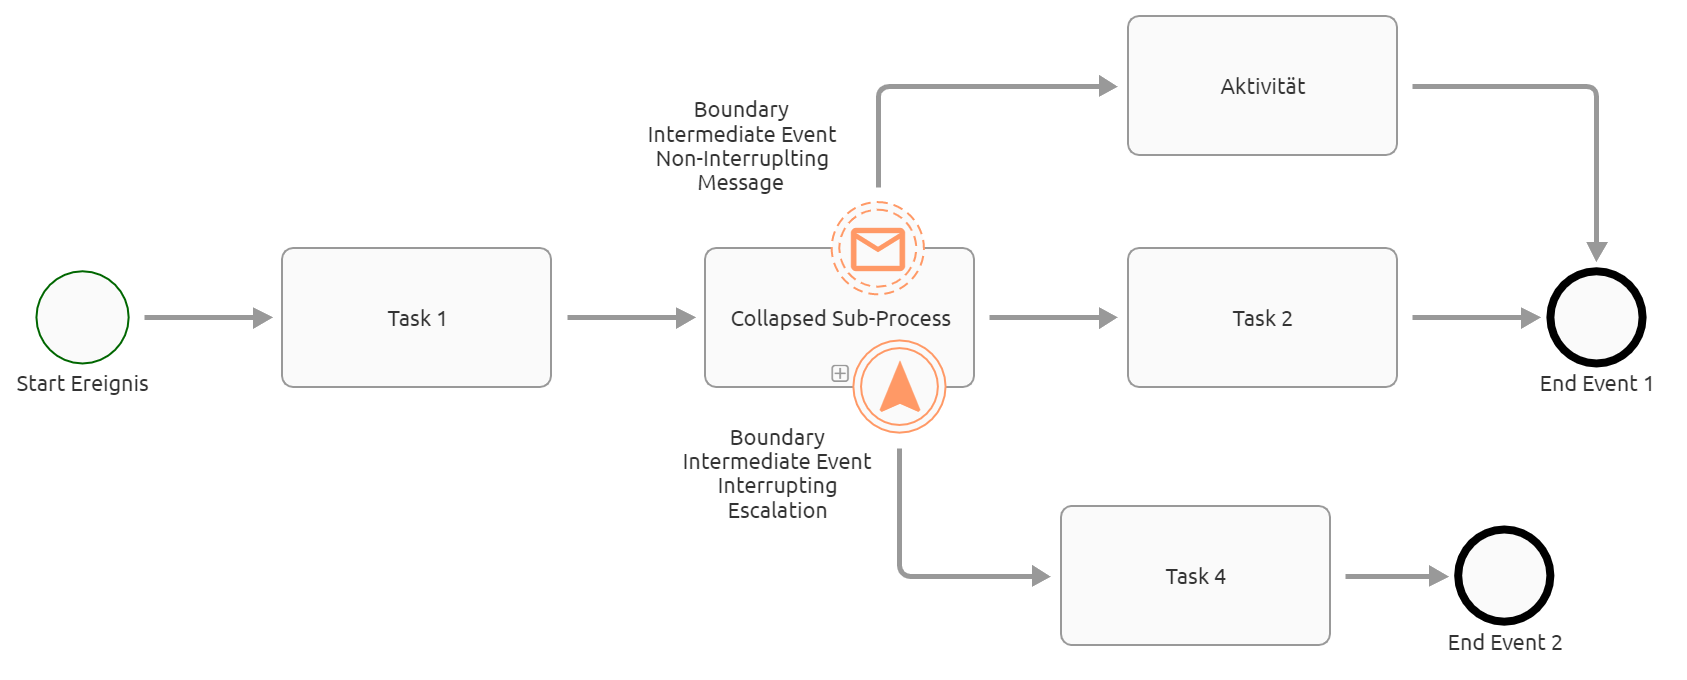 Aktivität
Boundary
Intermediate Event
Non-Interruplting
Message
Start Ereignis
Task 1
Collapsed Sub-Process
Task 2
End Event 1
Boundary
Intermediate Event
Interrupting
Escalation
Task 4
End Event 2